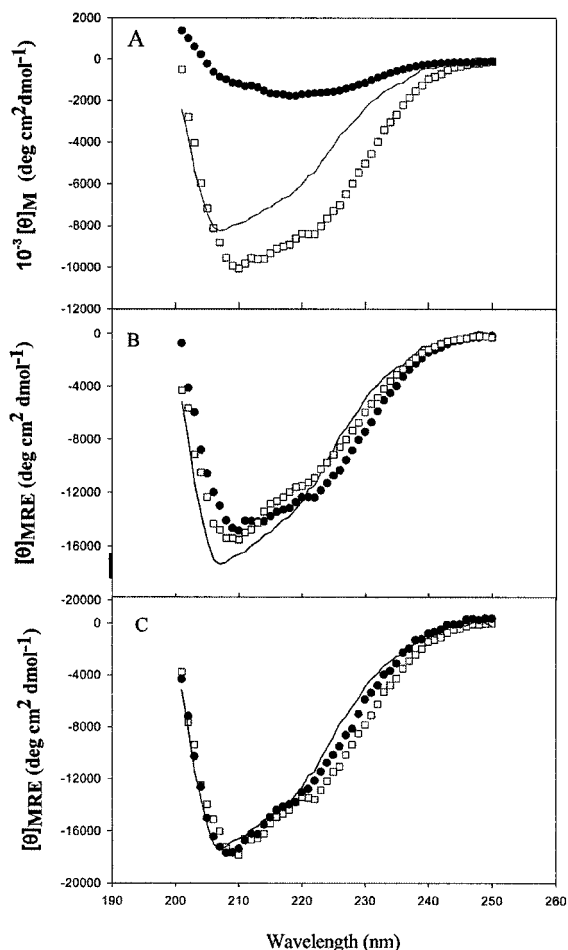 A
2000
0
-2000
-4000
-6000
-8000
-10000
-12000
10⁻³ [θ]M (deg cm²dmol⁻¹)
B
0
-4000
-8000
-12000
-16000
-20000
[θ]MRE (deg cm² dmol⁻¹)
C
0
-4000
-8000
-12000
-16000
-20000
[θ]MRE (deg cm² dmol⁻¹)
190 200 210 220 230 240 250 260
Wavelength (nm)